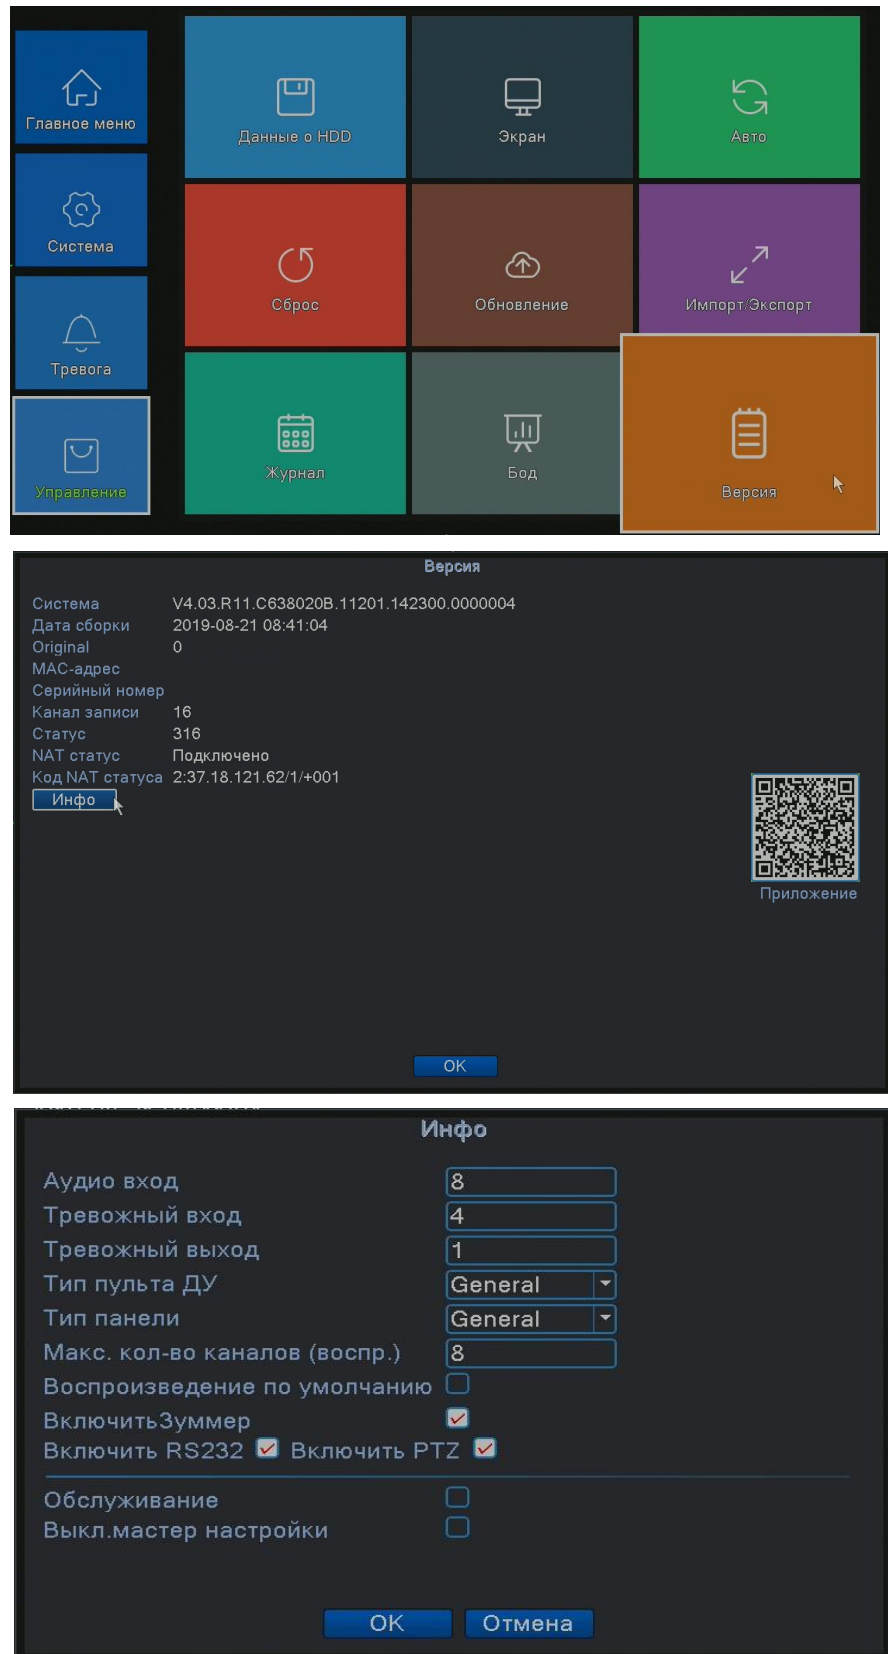 Главное меню
Данные о HDD
Экран
Авто
Система
Сброс
Обновление
Импорт/Экспорт
Тревога
Управление
Журнал
Бод
Версия
Версия
Система V4.03.R11.C638020B.11201.142300.0000004
Дата сборки 2019-08-21 08:41:04
Original 0
MAC-адрес
Серийный номер
Канал записи 16
Статус 316
NAT статус Подключено
Код NAT статуса 2:37.18.121.62/1/+001
Инфо
Приложение
OK
Инфо
Аудио вход 8
Тревожный вход 4
Тревожный выход 1
Тип пульта ДУ General
Тип панели General
Макс. кол-во каналов (воспр.) 8
Воспроизведение по умолчанию
ВключитьЗуммер
Включить RS232 Включить PTZ
Обслуживание
Выкл.мастер настройки
OK Отмена